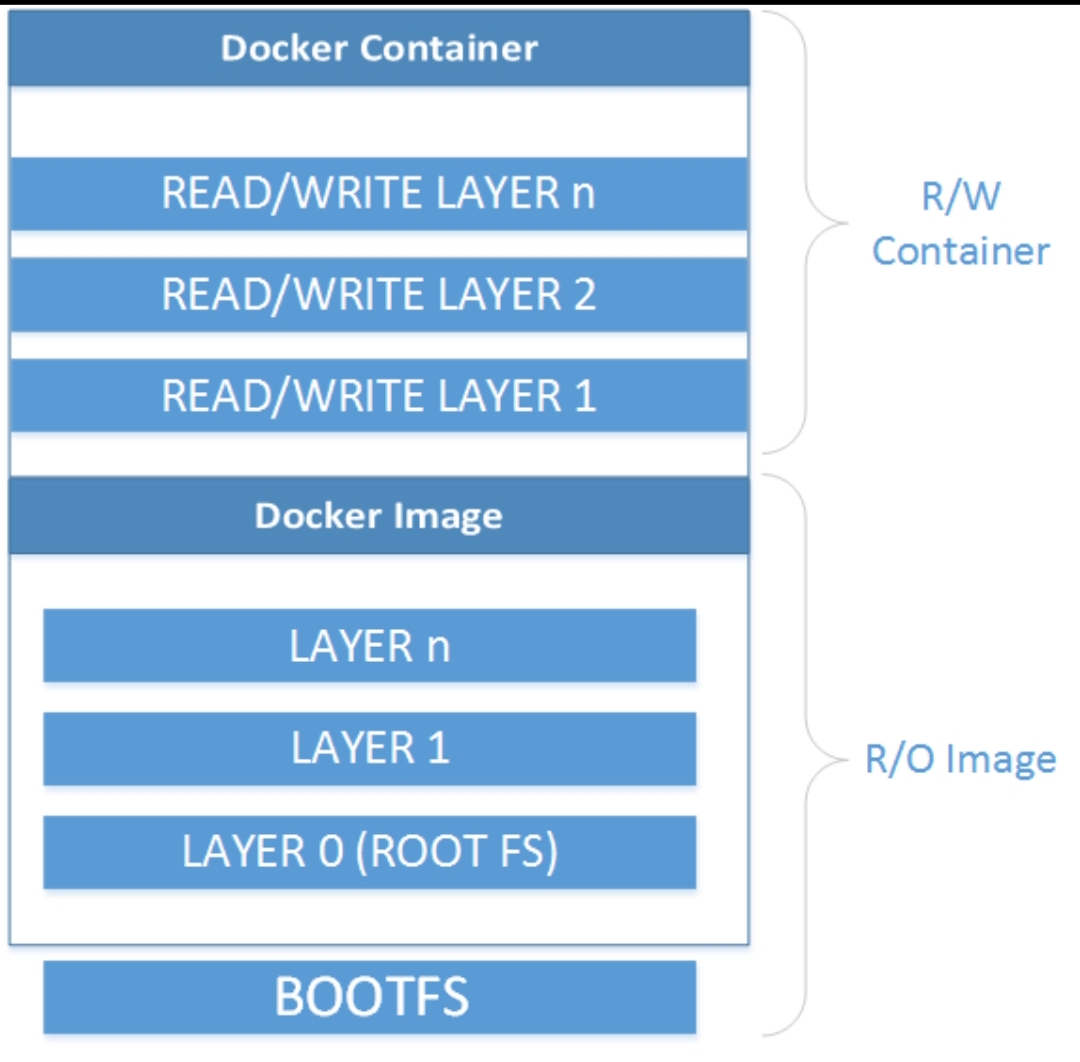 Docker Container
READ/WRITE LAYER n
READ/WRITE LAYER 2
READ/WRITE LAYER 1
R/W
Container
Docker Image
LAYER n
LAYER 1
LAYER 0 (ROOT FS)
BOOTFS
R/O Image